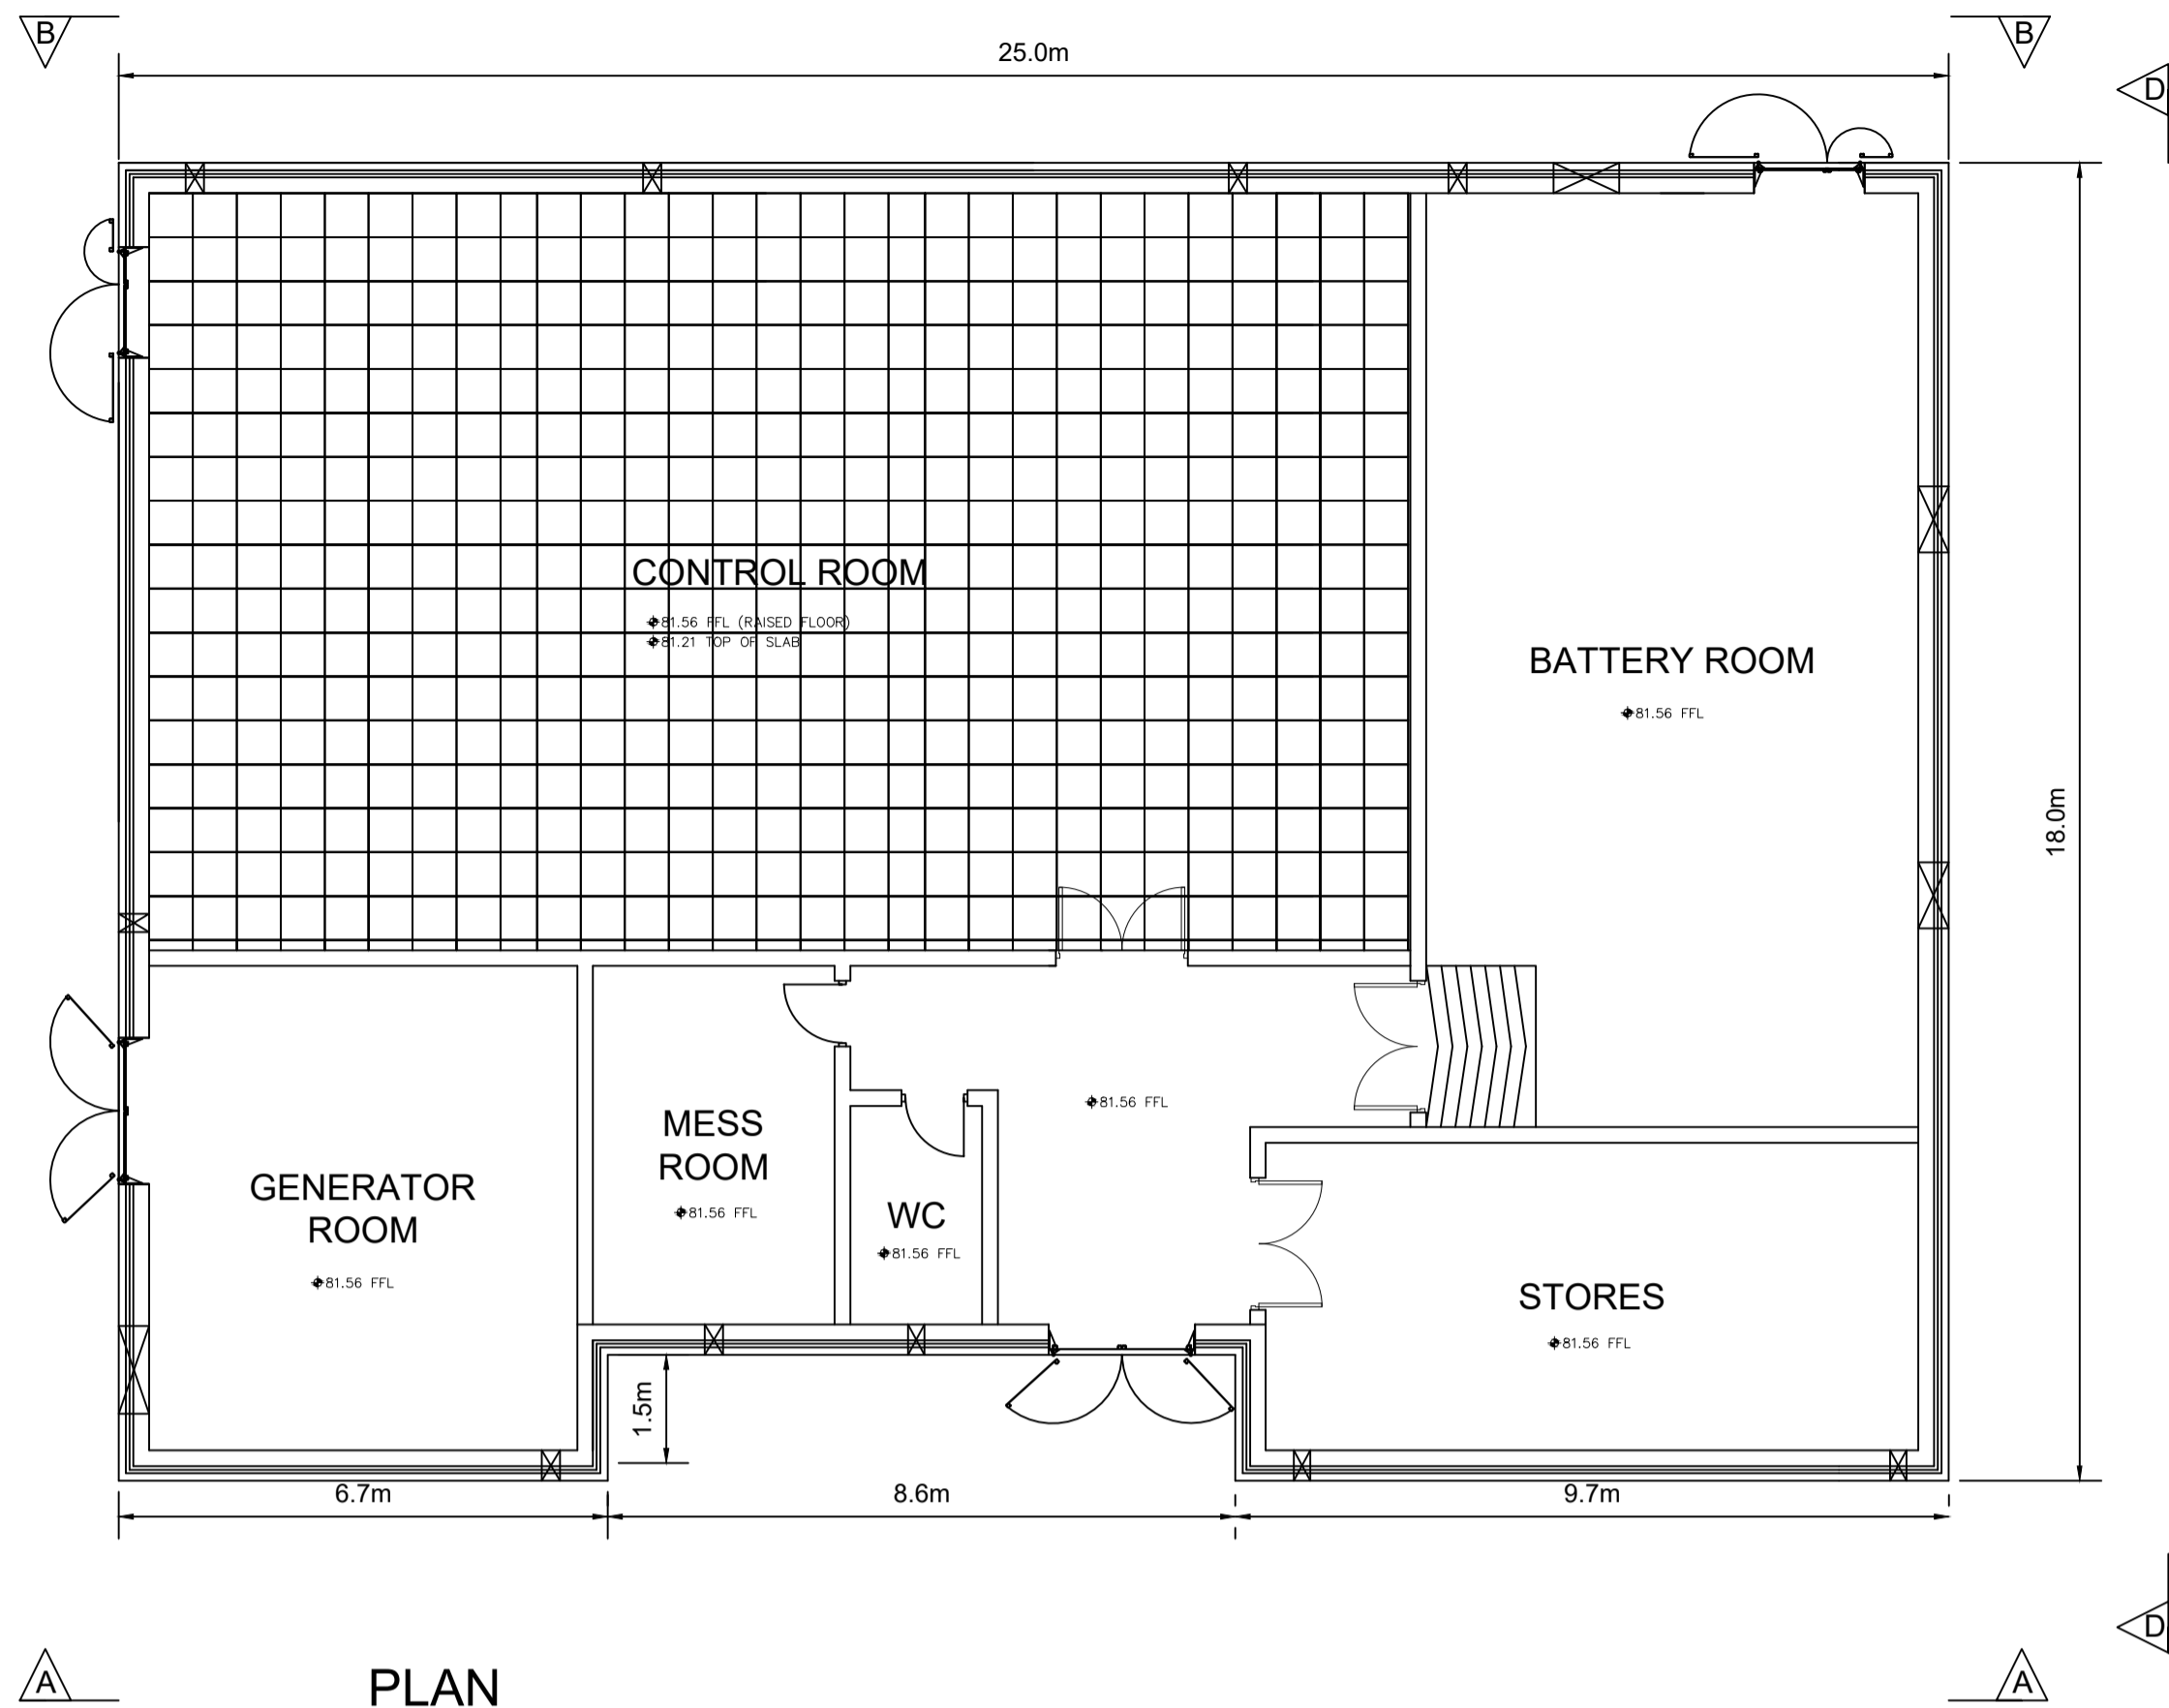 B
B
25.0m
D
CONTROL ROOM
81.56 FFL (RAISED FLOOR)
81.21 TOP OF SLAB
BATTERY ROOM
81.56 FFL
18.0m
81.56 FFL
MESS
ROOM
81.56 FFL
GENERATOR
ROOM
81.56 FFL
WC
81.56 FFL
STORES
81.56 FFL
1.5m
6.7m
8.6m
9.7m
D
A
A
PLAN